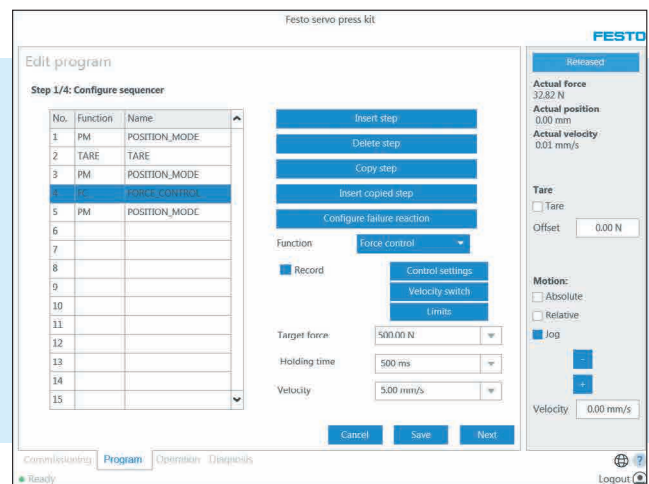 Festo servo press kit
FESTO
Edit program
Step 1/4: Configure sequencer
No. Function Name
1 PM POSITION_MODE
2 TARE TARE
3 PM POSITION_MODE
4 FC FORCE_CONTROL
5 PM POSITION_MODE
6
7
8
9
10
11
12
13
14
15
Insert step
Delete step
Copy step
Insert copied step
Configure failure reaction
Function Force control
Record
Control settings
Velocity switch
Limits
Target force 500.00 N
Holding time 500 ms
Velocity 5.00 mm/s
Cancel Save Next
Released
Actual force
32.82 N
Actual position
0.00 mm
Actual velocity
0.01 mm/s
Tare
Tare
Offset 0.00 N
Motion:
Absolute
Relative
Jog
-
+
Velocity 0.00 mm/s
Commissioning Program Operation Diagnosis
?
Ready
Logout